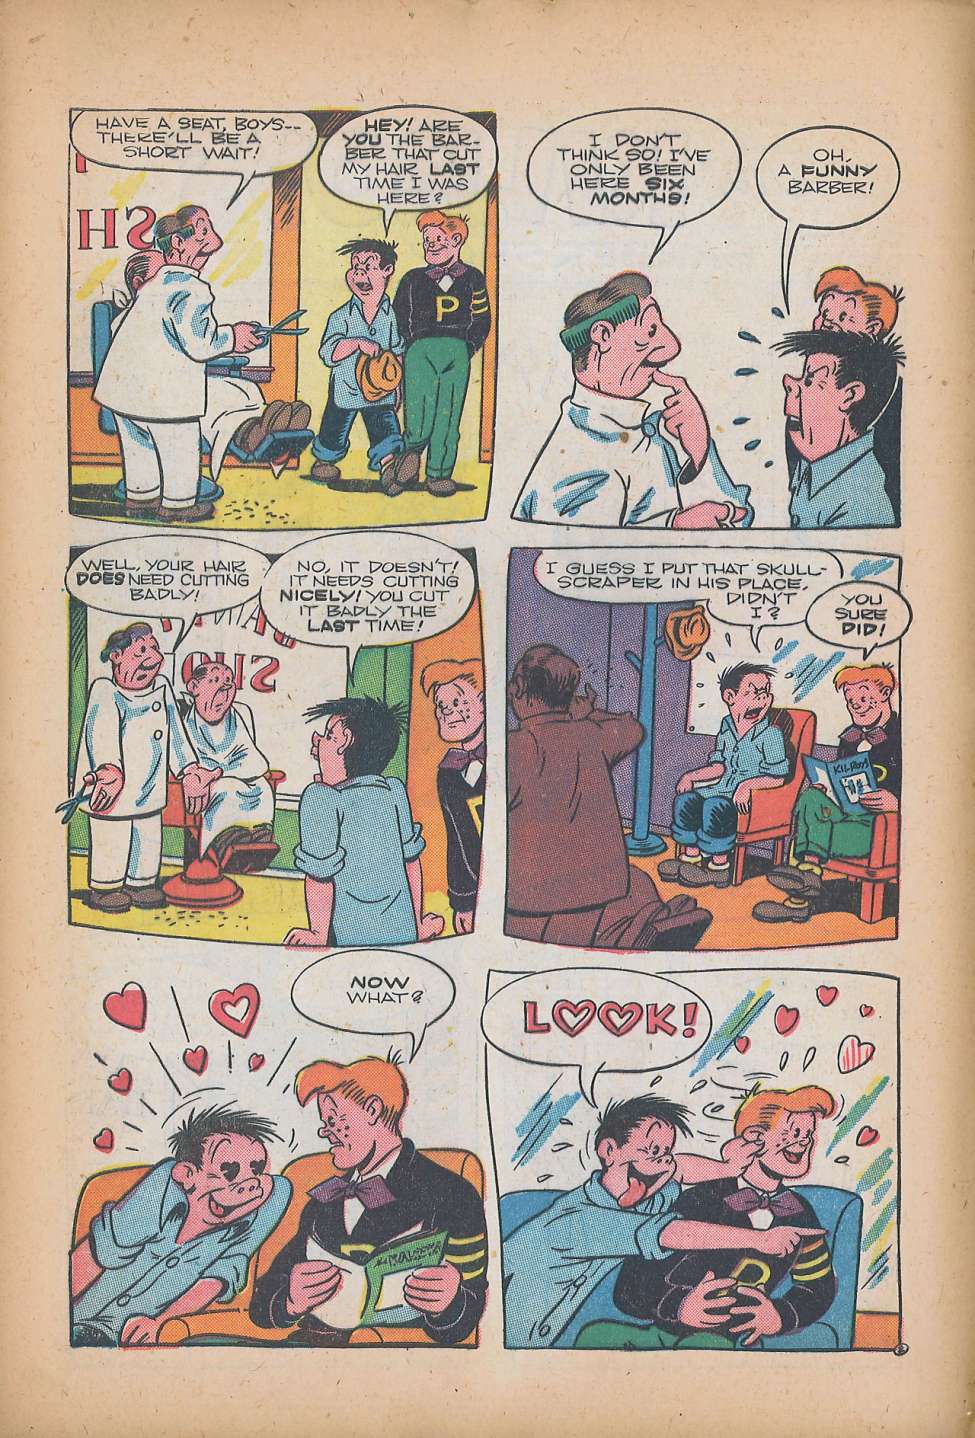 HAVE A SEAT, BOYS--
THERE'LL BE A
SHORT WAIT!
HEY! ARE
YOU THE BAR-
BER THAT CUT
MY HAIR LAST
TIME I WAS
HERE?
SH
P
I DON'T
THINK SO! I'VE
ONLY BEEN
HERE SIX
MONTHS!
OH,
A FUNNY
BARBER!
WELL, YOUR HAIR
DOES NEED CUTTING
BADLY!
NO, IT DOESN'T!
IT NEEDS CUTTING
NICELY! YOU CUT
IT BADLY THE
LAST TIME!
SHO
I GUESS I PUT THAT SKULL-
SCRAPER IN HIS PLACE,
DIDN'T
I?
YOU
SURE
DID!
KILROY
NOW
WHAT?
LOOK!
P